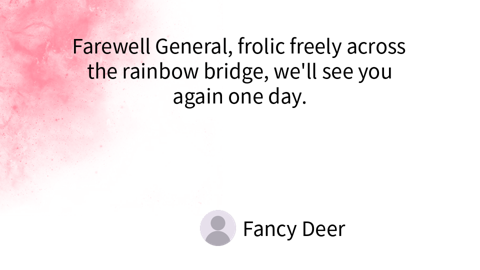 Farewell General, frolic freely across
the rainbow bridge, we'll see you
again one day.
Fancy Deer